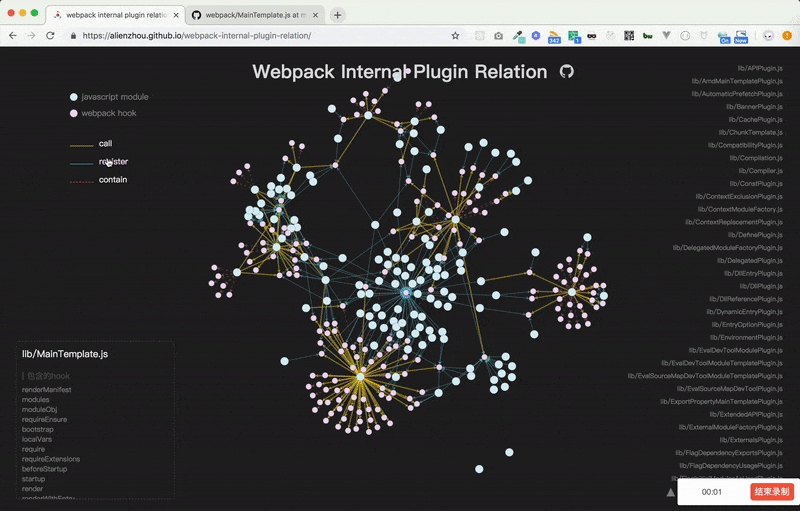 webpack internal plugin relation
webpack/MainTemplate.js at m
https://alienzhou.github.io/webpack-internal-plugin-relation/
342
1
On
New
Webpack Internal Plugin Relation
javascript module
webpack hook
call
register
contain
lib/APIPlugin.js
lib/AmdMainTemplatePlugin.js
lib/AutomaticPrefetchPlugin.js
lib/BannerPlugin.js
lib/CachePlugin.js
lib/ChunkTemplate.js
lib/CompatibilityPlugin.js
lib/Compilation.js
lib/Compiler.js
lib/ConstPlugin.js
lib/ContextExclusionPlugin.js
lib/ContextModuleFactory.js
lib/ContextReplacementPlugin.js
lib/DefinePlugin.js
lib/DelegatedModuleFactoryPlugin.js
lib/DelegatedPlugin.js
lib/DllEntryPlugin.js
lib/DllPlugin.js
lib/DllReferencePlugin.js
lib/DynamicEntryPlugin.js
lib/EntryOptionPlugin.js
lib/EnvironmentPlugin.js
lib/EvalDevToolModulePlugin.js
lib/EvalDevToolModuleTemplatePlugin.js
lib/EvalSourceMapDevToolModuleTemplatePlugin.js
lib/EvalSourceMapDevToolPlugin.js
lib/ExportPropertyMainTemplatePlugin.js
lib/ExtendedAPIPlugin.js
lib/ExternalModuleFactoryPlugin.js
lib/ExternalsPlugin.js
lib/FlagDependencyExportsPlugin.js
lib/FlagDependencyUsagePlugin.js
lib/MainTemplate.js
包含的hook
renderManifest
modules
moduleObj
requireEnsure
bootstrap
localVars
require
requireExtensions
beforeStartup
startup
render
renderWithEntry
00:01
结束录制